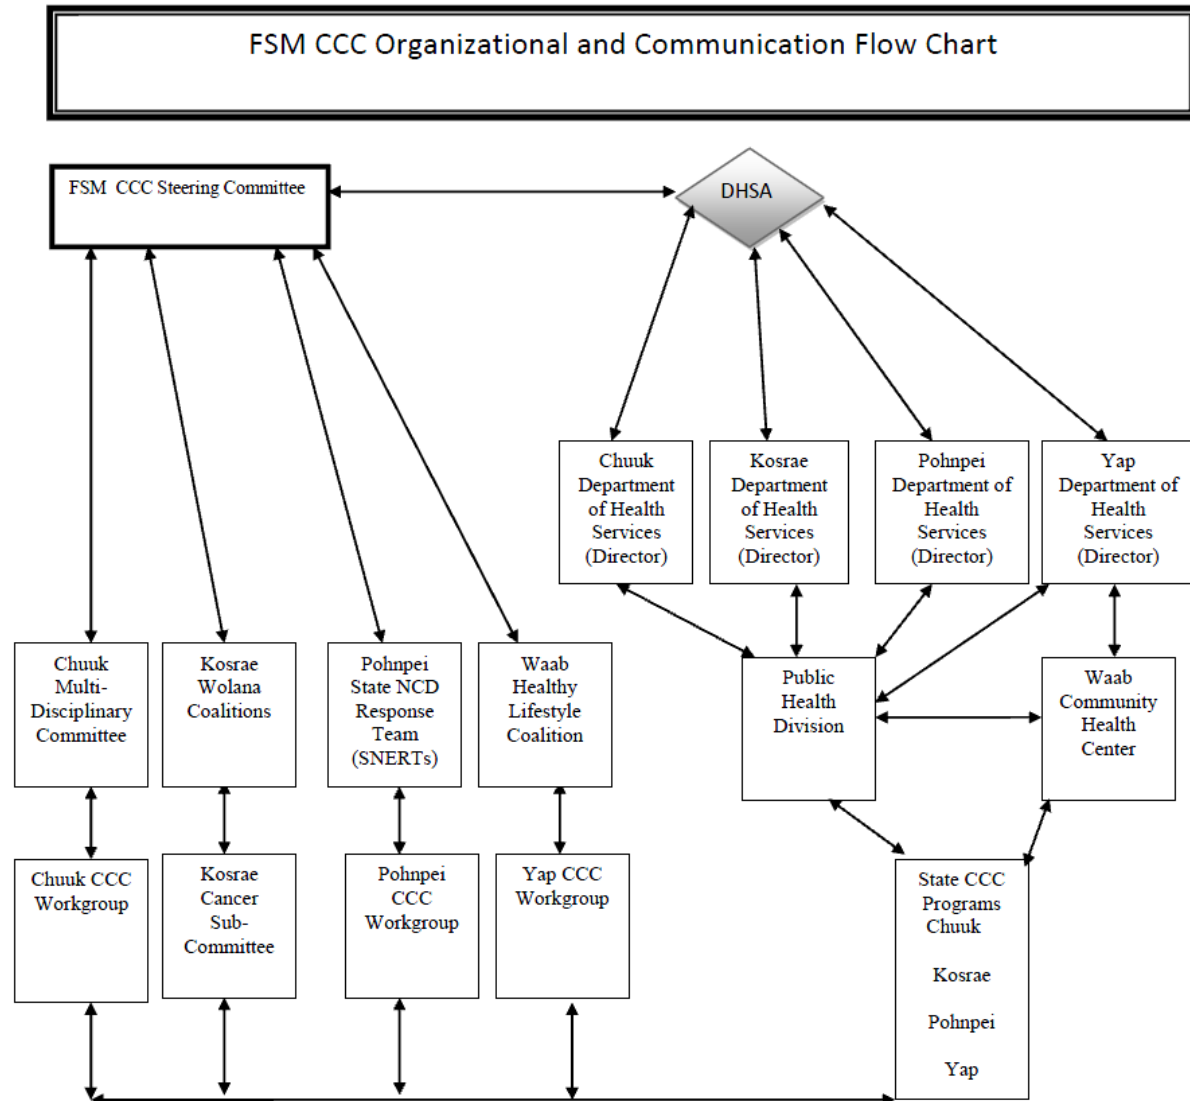 FSM CCC Organizational and Communication Flow Chart
FSM CCC Steering Committee
DHSA
Chuuk
Department
of Health
Services
(Director)
Kosrae
Department
of Health
Services
(Director)
Pohnpei
Department of
Health
Services
(Director)
Yap
Department of
Health
Services
(Director)
Chuuk
Multi-
Disciplinary
Committee
Kosrae
Wolana
Coalitions
Pohnpei
State NCD
Response
Team
(SNERTs)
Waab
Healthy
Lifestyle
Coalition
Public
Health
Division
Waab
Community
Health
Center
Chuuk CCC
Workgroup
Kosrae
Cancer
Sub-
Committee
Pohnpei
CCC
Workgroup
Yap CCC
Workgroup
State CCC
Programs
Chuuk
Kosrae
Pohnpei
Yap